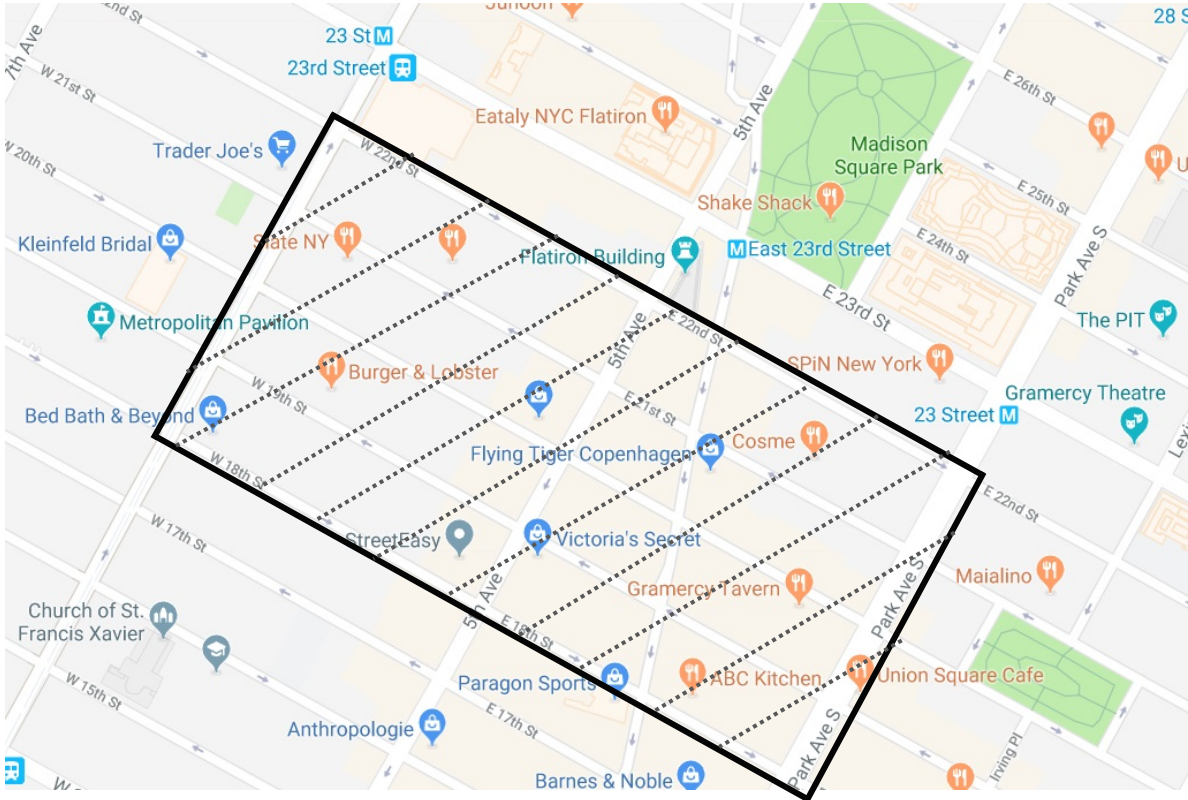 Junoon
28 S
2nd St
7th Ave
23 St M
23rd Street
W 21st St
E 26th St
Eataly NYC Flatiron
5th Ave
Trader Joe's
W 22nd St
Madison
Square Park
W 20th St
E 25th St
Shake Shack
Kleinfeld Bridal
Slate NY
Flatiron Building
M East 23rd Street
E 24th St
Park Ave S
E 23rd St
Metropolitan Pavilion
E 22nd St
The PIT
5th Ave
SPiN New York
Burger & Lobster
Gramercy Theatre
W 19th St
E 21st St
Bed Bath & Beyond
23 Street M
Cosme
Flying Tiger Copenhagen
W 18th St
E 22nd St
W 17th St
StreetEasy
Victoria's Secret
Maialino
Gramercy Tavern
Park Ave S
Church of St.
Francis Xavier
5th Ave
E 18th St
Paragon Sports
ABC Kitchen
Union Square Cafe
W 15th St
E 17th St
Anthropologie
Park Ave S
Irving Pl
Barnes & Noble